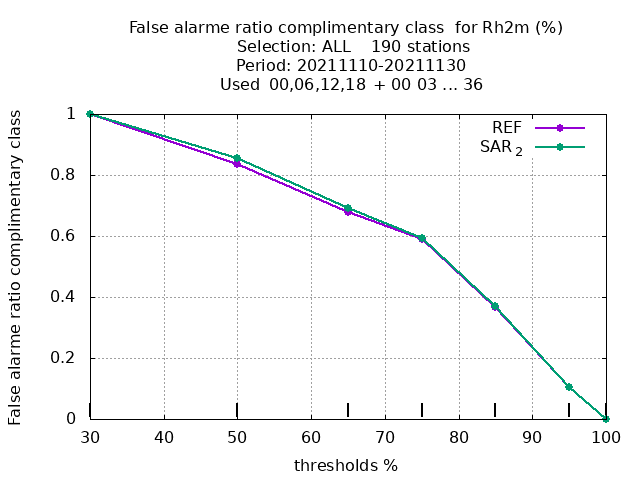 False alarme ratio complimentary class for Rh2m (%)
Selection: ALL 190 stations
Period: 20211110-20211130
Used 00,06,12,18 + 00 03 ... 36
REF
SAR 2
False alarme ratio complimentary class
1
0.8
0.6
0.4
0.2
0
30 40 50 60 70 80 90 100
thresholds %